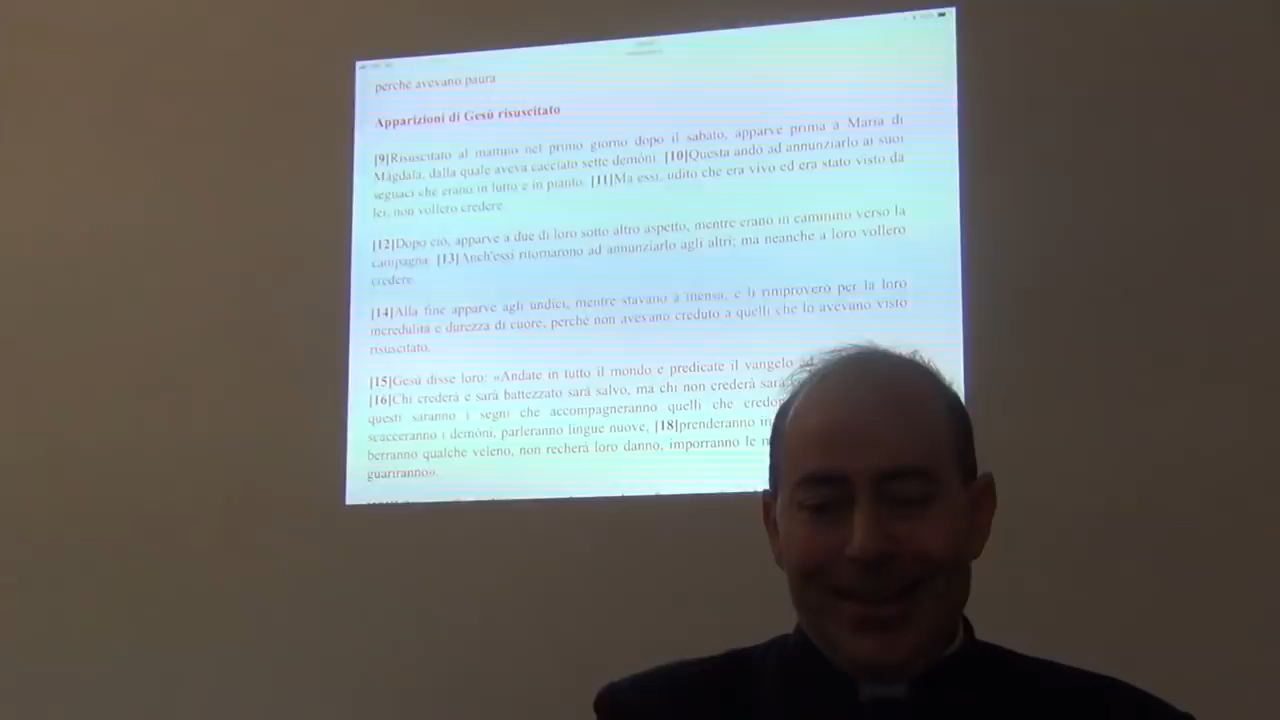 perché avevano paura
Apparizioni di Gesù risuscitato
[9]Risuscitato al mattino nel primo giorno dopo il sabato, apparve prima a Maria di
Màgdala, dalla quale aveva cacciato sette demòni. [10]Questa andò ad annunziarlo ai suoi
seguaci che erano in lutto e in pianto. [11]Ma essi, udito che era vivo ed era stato visto da
lei, non vollero credere.
[12]Dopo ciò, apparve a due di loro sotto altro aspetto, mentre erano in cammino verso la
campagna. [13]Anch'essi ritornarono ad annunziarlo agli altri; ma neanche a loro vollero
credere.
[14]Alla fine apparve agli undici, mentre stavano a mensa, e li rimproverò per la loro
incredulità e durezza di cuore, perché non avevano creduto a quelli che lo avevano visto
risuscitato.
[15]Gesù disse loro: «Andate in tutto il mondo e predicate il vangelo ad
[16]Chi crederà e sarà battezzato sarà salvo, ma chi non crederà sarà
questi saranno i segni che accompagneranno quelli che credo
scacceranno i demòni, parleranno lingue nuove, [18]prenderanno in
berranno qualche veleno, non recherà loro danno, imporranno le m
guariranno».